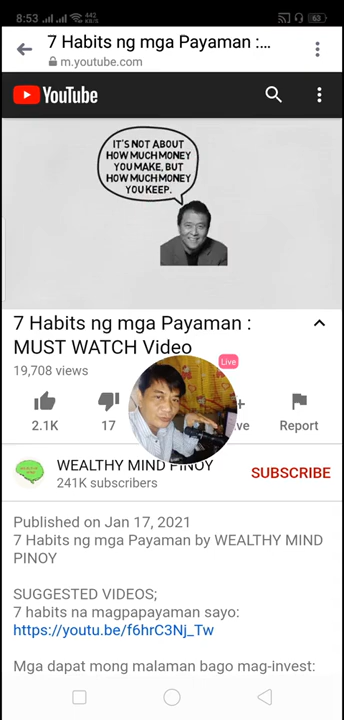 8:53
442
KB/S
63
7 Habits ng mga Payaman :...
m.youtube.com
YouTube
IT'S NOT ABOUT
HOW MUCH MONEY
YOU MAKE, BUT
HOW MUCH MONEY
YOU KEEP.
7 Habits ng mga Payaman :
MUST WATCH Video
19,708 views
Live
2.1K
17
ve
Report
WEALTHY MIND PINOY
241K subscribers
SUBSCRIBE
Published on Jan 17, 2021
7 Habits ng mga Payaman by WEALTHY MIND
PINOY
SUGGESTED VIDEOS;
7 habits na magpapayaman sayo:
https://youtu.be/f6hrC3Nj_Tw
Mga dapat mong malaman bago mag-invest: